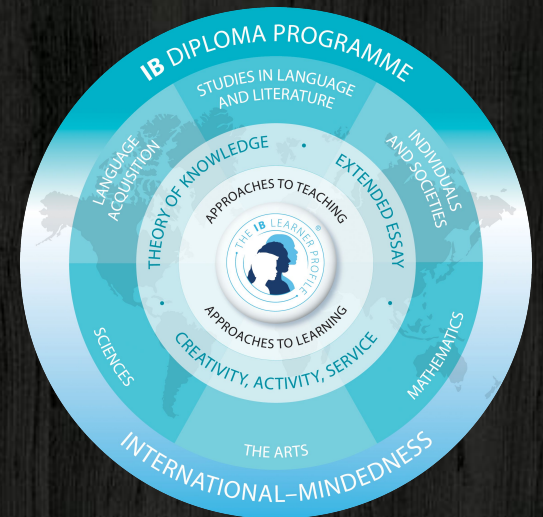 IB DIPLOMA PROGRAMME
STUDIES IN LANGUAGE
AND LITERATURE
LANGUAGE
ACQUISITION
INDIVIDUALS
AND SOCIETIES
THEORY OF KNOWLEDGE
EXTENDED ESSAY
APPROACHES TO TEACHING
THE IB LEARNER PROFILE ®
APPROACHES TO LEARNING
CREATIVITY, ACTIVITY, SERVICE
SCIENCES
MATHEMATICS
THE ARTS
INTERNATIONAL–MINDEDNESS